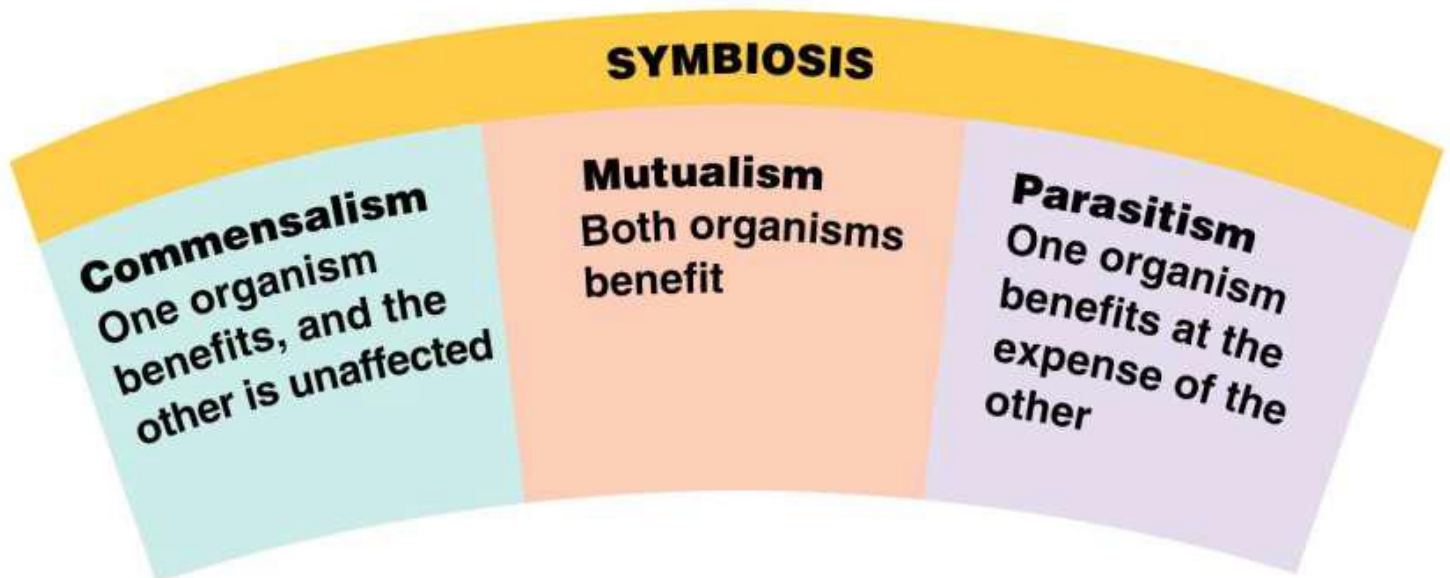 SYMBIOSIS
Commensalism
One organism
benefits, and the
other is unaffected
Mutualism
Both organisms
benefit
Parasitism
One organism
benefits at the
expense of the
other